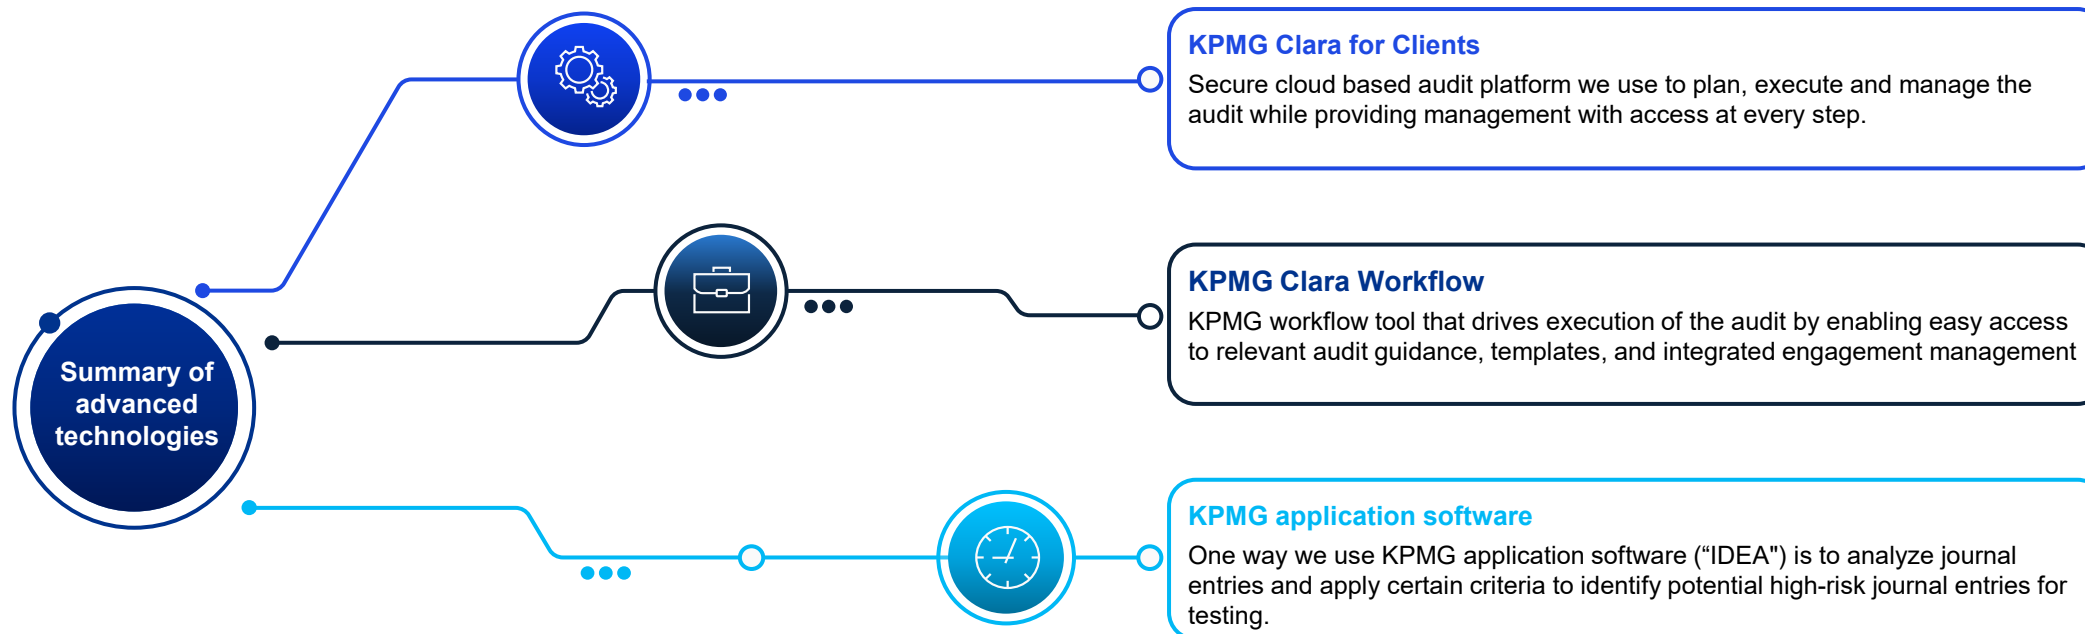 Summary of
advanced
technologies
KPMG Clara for Clients
Secure cloud based audit platform we use to plan, execute and manage the
audit while providing management with access at every step.
KPMG Clara Workflow
KPMG workflow tool that drives execution of the audit by enabling easy access
to relevant audit guidance, templates, and integrated engagement management
KPMG application software
One way we use KPMG application software (“IDEA") is to analyze journal
entries and apply certain criteria to identify potential high-risk journal entries for
testing.